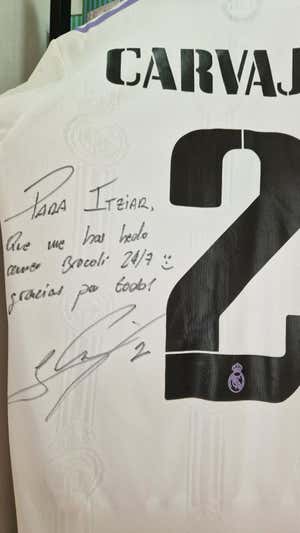 CARVAJ
2
PARA ITZIAR,
Que me has hecho
comer Brocoli 24/7 :)
gracias por todo!
2